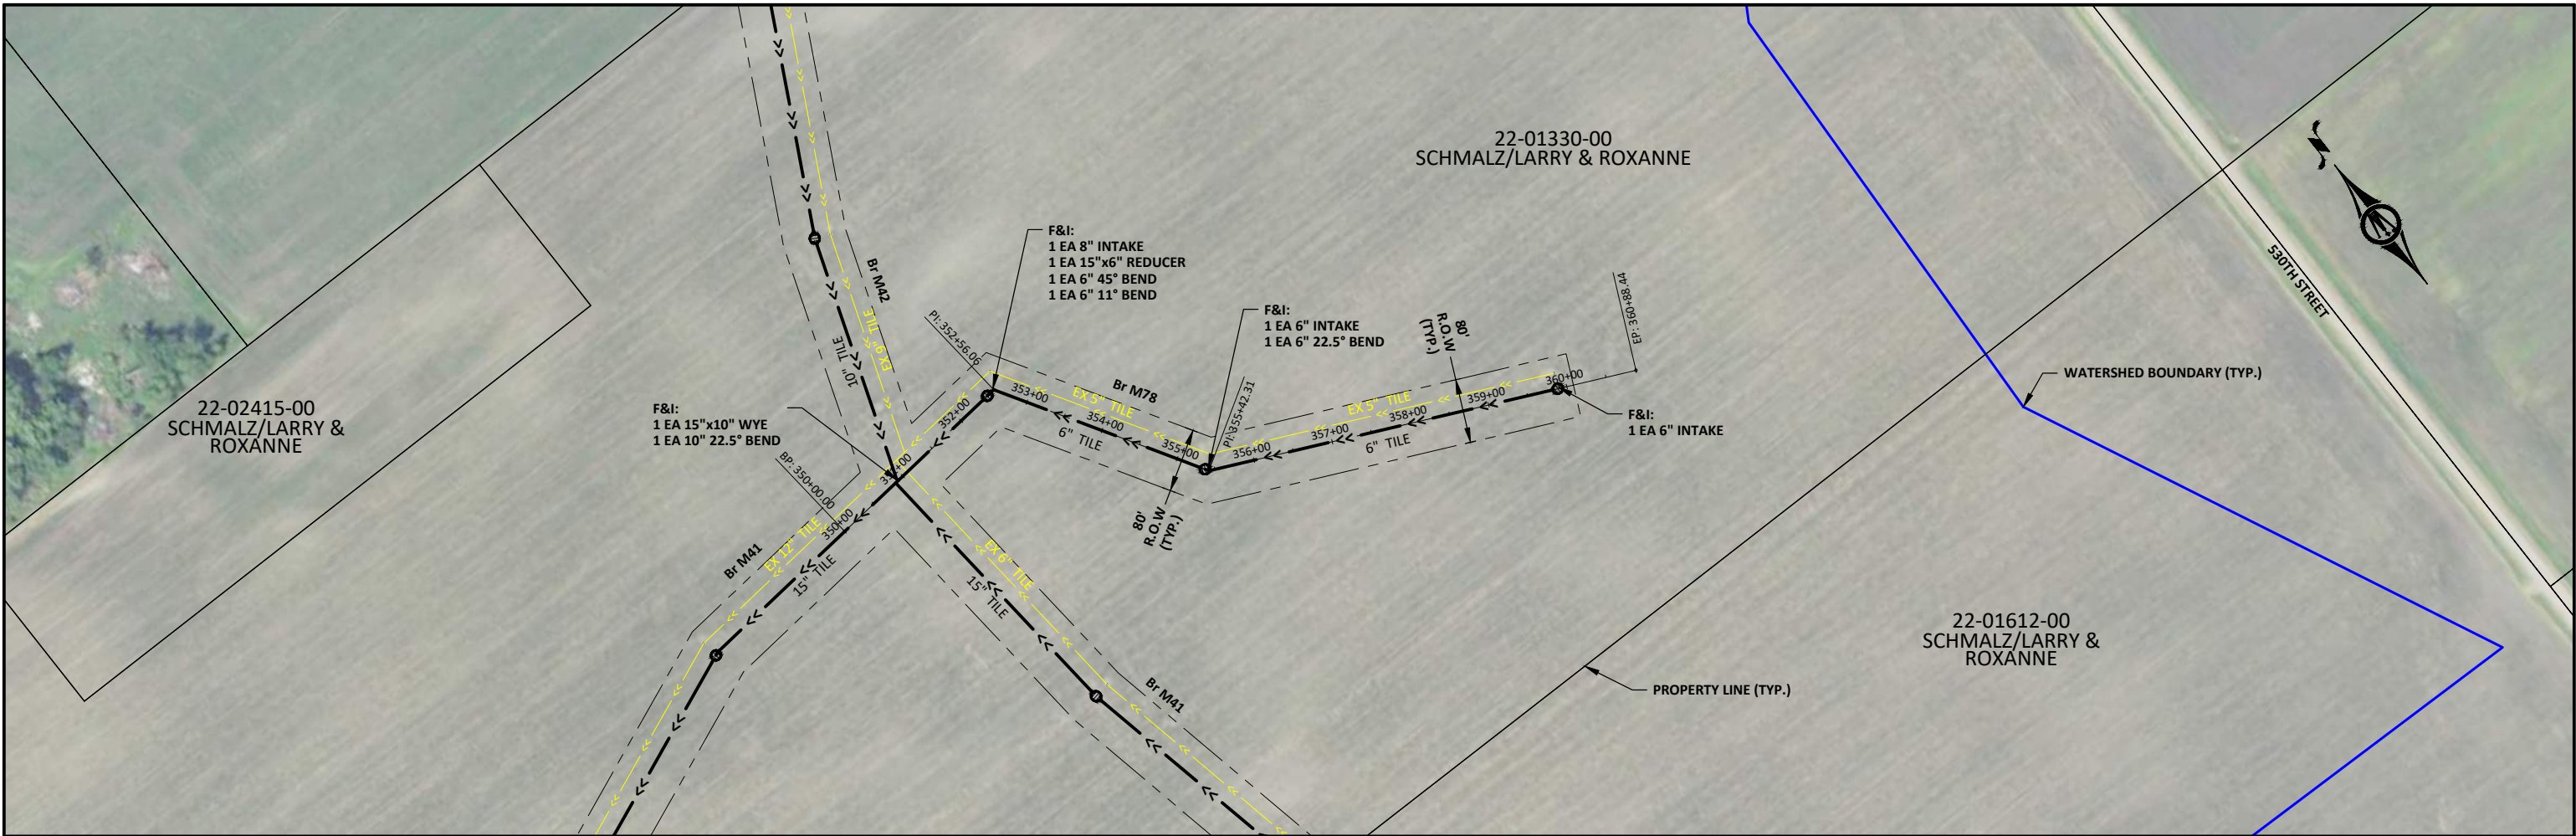 22-01330-00
SCHMALZ/LARRY & ROXANNE
530TH STREET
F&I:
1 EA 8" INTAKE
1 EA 15"x6" REDUCER
1 EA 6" 45° BEND
1 EA 6" 11° BEND
Br M42
EX 9" TILE
10" TILE
PI: 352+56.06
F&I:
1 EA 6" INTAKE
1 EA 6" 22.5° BEND
80'
R.O.W
(TYP.)
EP: 360+88.44
WATERSHED BOUNDARY (TYP.)
22-02415-00
SCHMALZ/LARRY &
ROXANNE
F&I:
1 EA 15"x10" WYE
1 EA 10" 22.5° BEND
BP: 350+00.00
350+00
352+00
353+00
354+00
355+00
356+00
357+00
358+00
359+00
360+00
Br M78
EX 5" TILE
6" TILE
PI: 355+42.31
EX 5" TILE
6" TILE
F&I:
1 EA 6" INTAKE
80'
R.O.W
(TYP.)
Br M41
EX 12" TILE
15" TILE
EX 6" TILE
15" TILE
Br M41
22-01612-00
SCHMALZ/LARRY &
ROXANNE
PROPERTY LINE (TYP.)